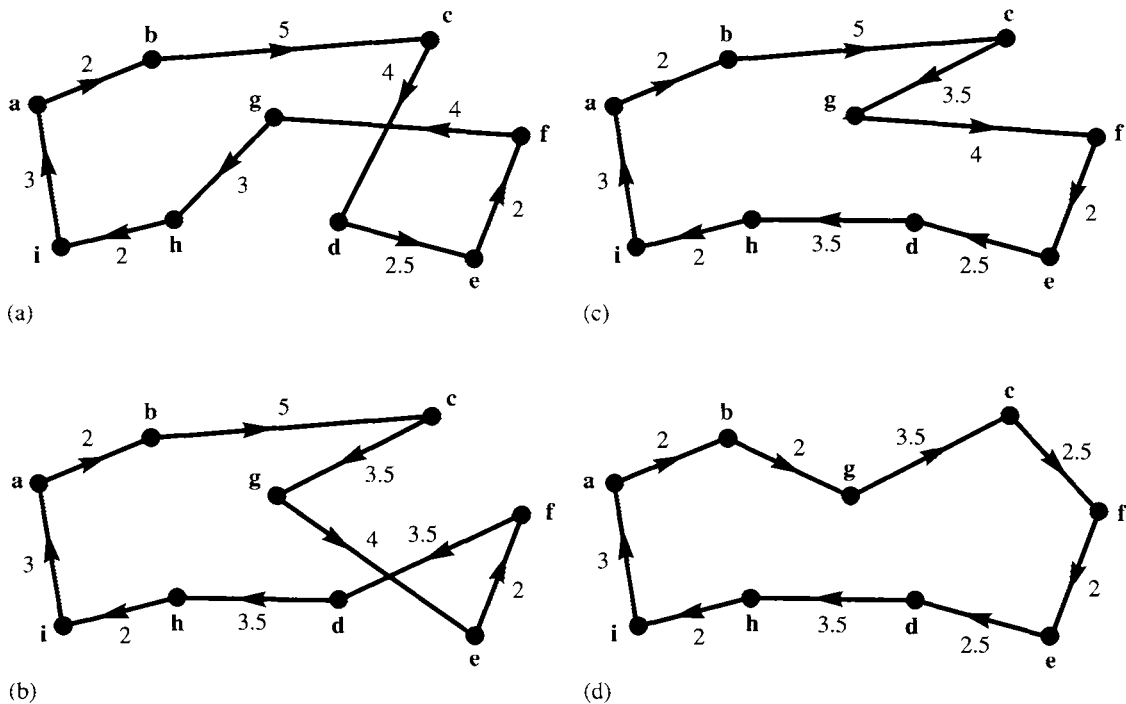 b 5 c
2 4
a g 4 f
3 3 2
i 2 h d 2.5 e
(a)
b 5 c
2 3.5
a g 4 f
3 2
i 2 h 3.5 d 2.5 e
(c)
b 5 c
2 3.5
a g 4 3.5 f
3 2
i 2 h 3.5 d e
(b)
b 2 3.5 c
2 2.5
a g f
3 2
i 2 h 3.5 d 2.5 e
(d)